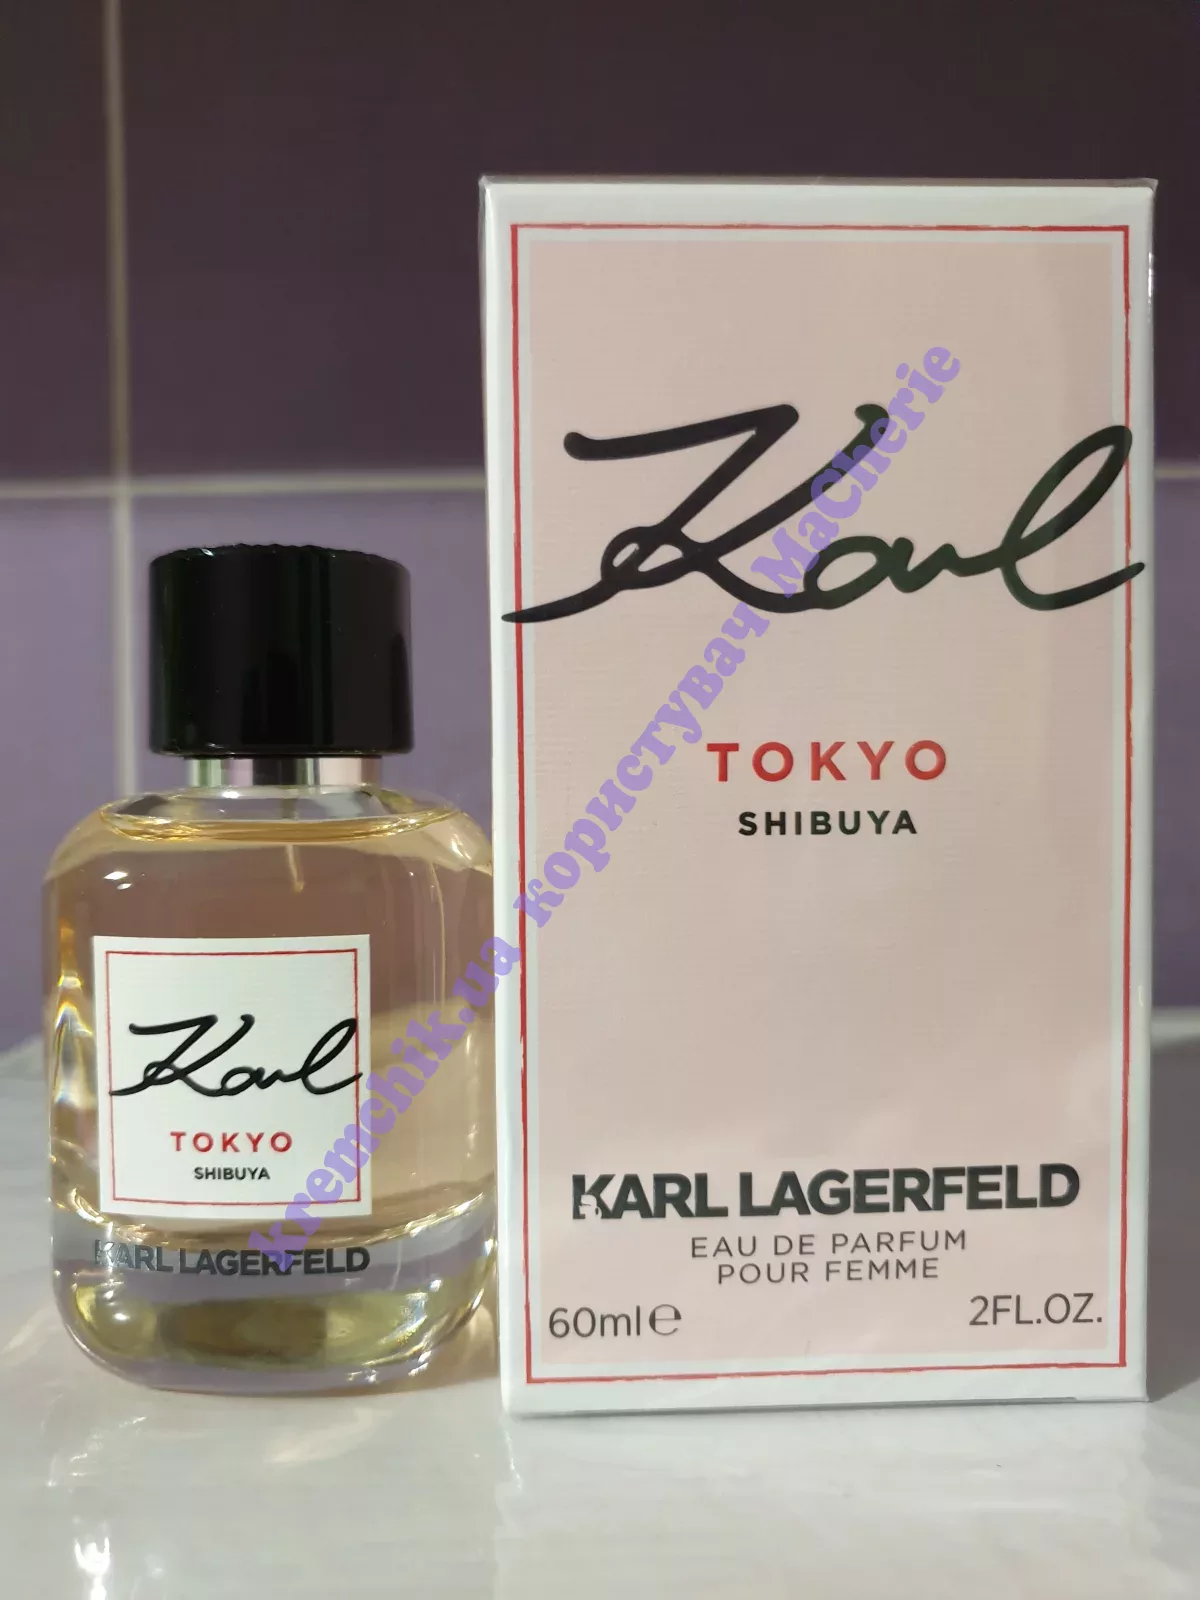 Karl
TOKYO
SHIBUYA
KARL LAGERFELD
EAU DE PARFUM
POUR FEMME
60ml℮ 2FL.OZ.
Karl
TOKYO
SHIBUYA
KARL LAGERFELD
kremchik.ua користувач MaCherie